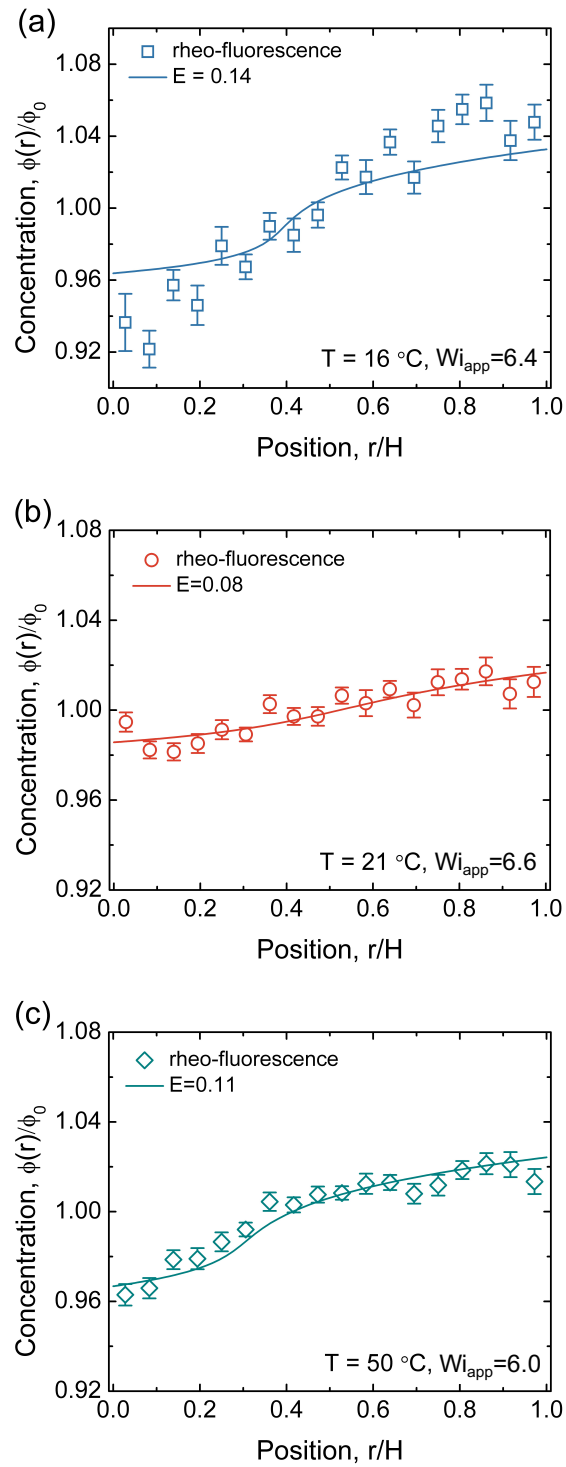 (a)
1.08
1.04
1.00
0.96
0.92
Concentration, ϕ(r)/ϕ₀
rheo-fluorescence
E = 0.14
T = 16 °C, Wi_app=6.4
0.0 0.2 0.4 0.6 0.8 1.0
Position, r/H
(b)
1.08
1.04
1.00
0.96
0.92
Concentration, ϕ(r)/ϕ₀
rheo-fluorescence
E=0.08
T = 21 °C, Wi_app=6.6
0.0 0.2 0.4 0.6 0.8 1.0
Position, r/H
(c)
1.08
1.04
1.00
0.96
0.92
Concentration, ϕ(r)/ϕ₀
rheo-fluorescence
E=0.11
T = 50 °C, Wi_app=6.0
0.0 0.2 0.4 0.6 0.8 1.0
Position, r/H